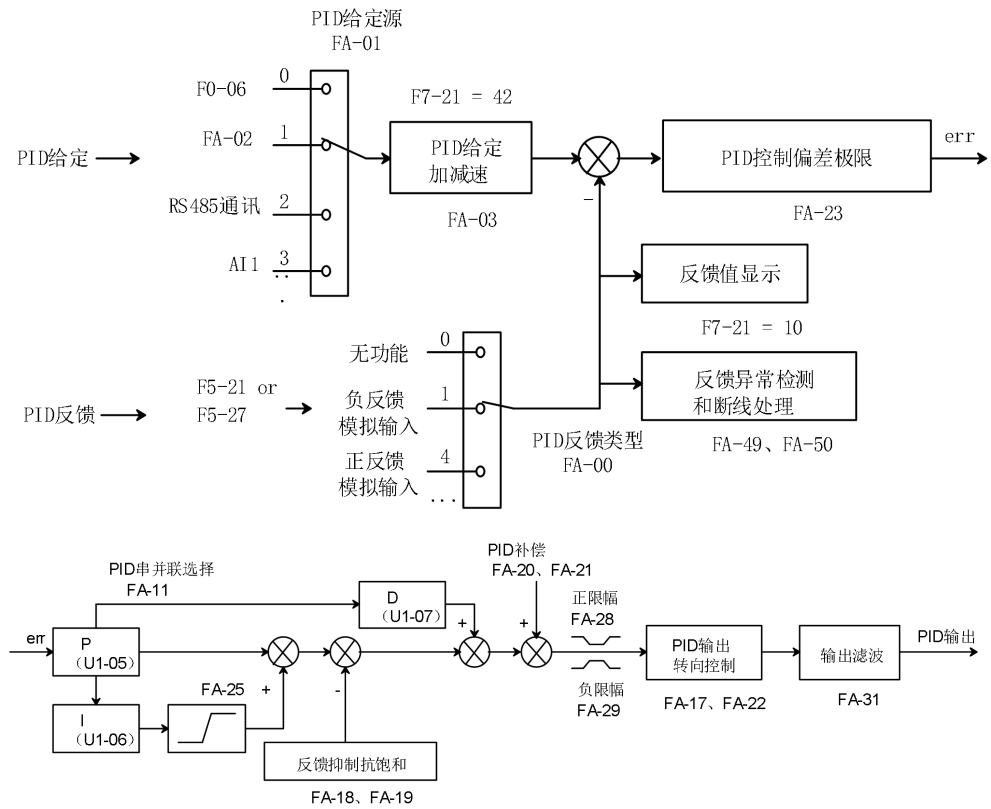 PID给定源
FA-01
0
F0-06
F7-21 = 42
FA-02
1
PID给定
PID给定
加减速
PID控制偏差极限
err
RS485通讯
2
-
FA-03
FA-23
AI1
3
反馈值显示
F7-21 = 10
无功能
0
F5-21 or
F5-27
PID反馈
负反馈
模拟输入
1
反馈异常检测
和断线处理
PID反馈类型
FA-00
FA-49、FA-50
正反馈
模拟输入
4
...
PID补偿
FA-20、FA-21
PID串并联选择
FA-11
D
(U1-07)
正限幅
FA-28
+
+
err
P
(U1-05)
PID输出
转向控制
输出滤波
PID输出
FA-25
+
-
负限幅
FA-29
FA-17、FA-22
FA-31
I
(U1-06)
反馈抑制抗饱和
FA-18、FA-19